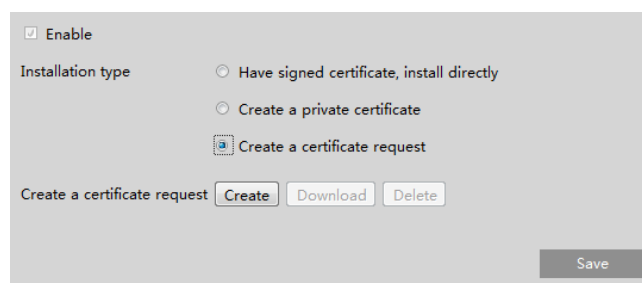 Enable
Installation type
Have signed certificate, install directly
Create a private certificate
Create a certificate request
Create a certificate request Create Download Delete
Save